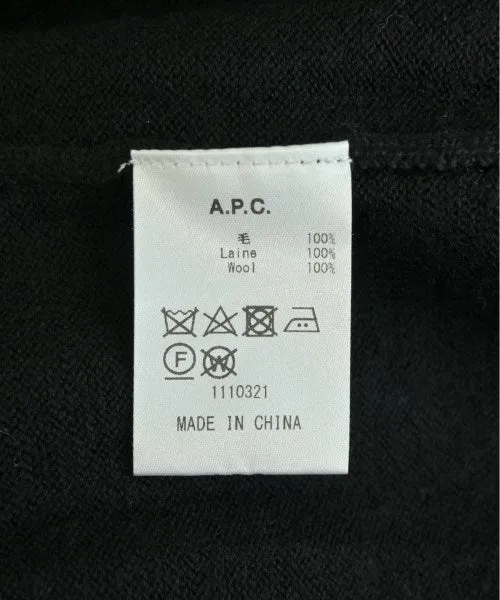 A.P.C.
毛 100%
Laine 100%
Wool 100%
F W
1110321
MADE IN CHINA